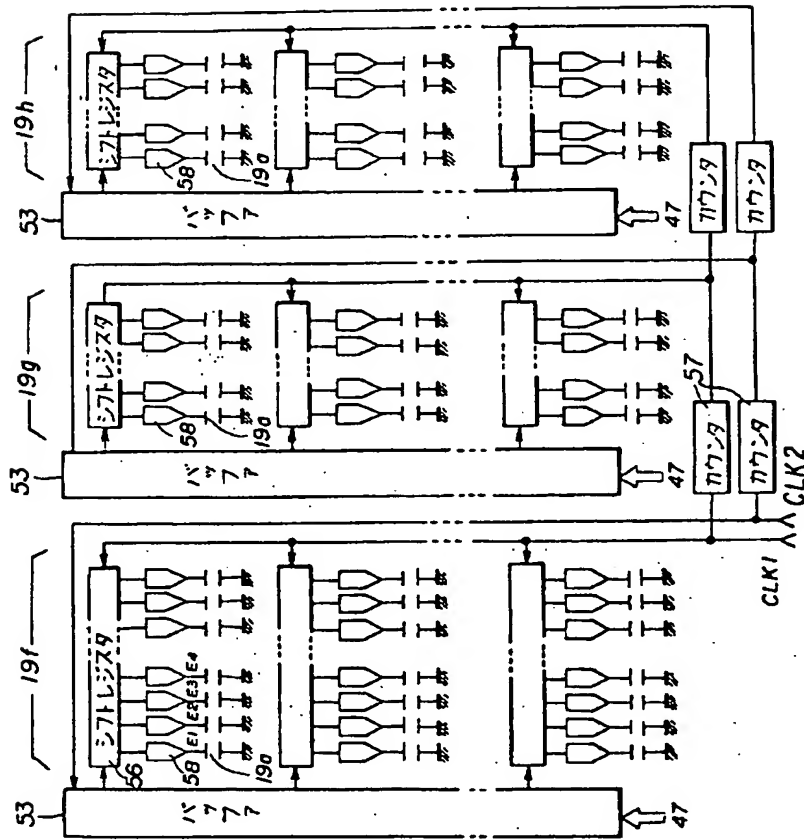 19f
19g
19h
53
シフトレジスタ
56
58
E1 E2 E3 E4
19a
バッファ
47
53
シフトレジスタ
58
19a
バッファ
47
53
シフトレジスタ
58
19a
バッファ
47
57
カウンタ
カウンタ
カウンタ
カウンタ
CLK1
CLK2